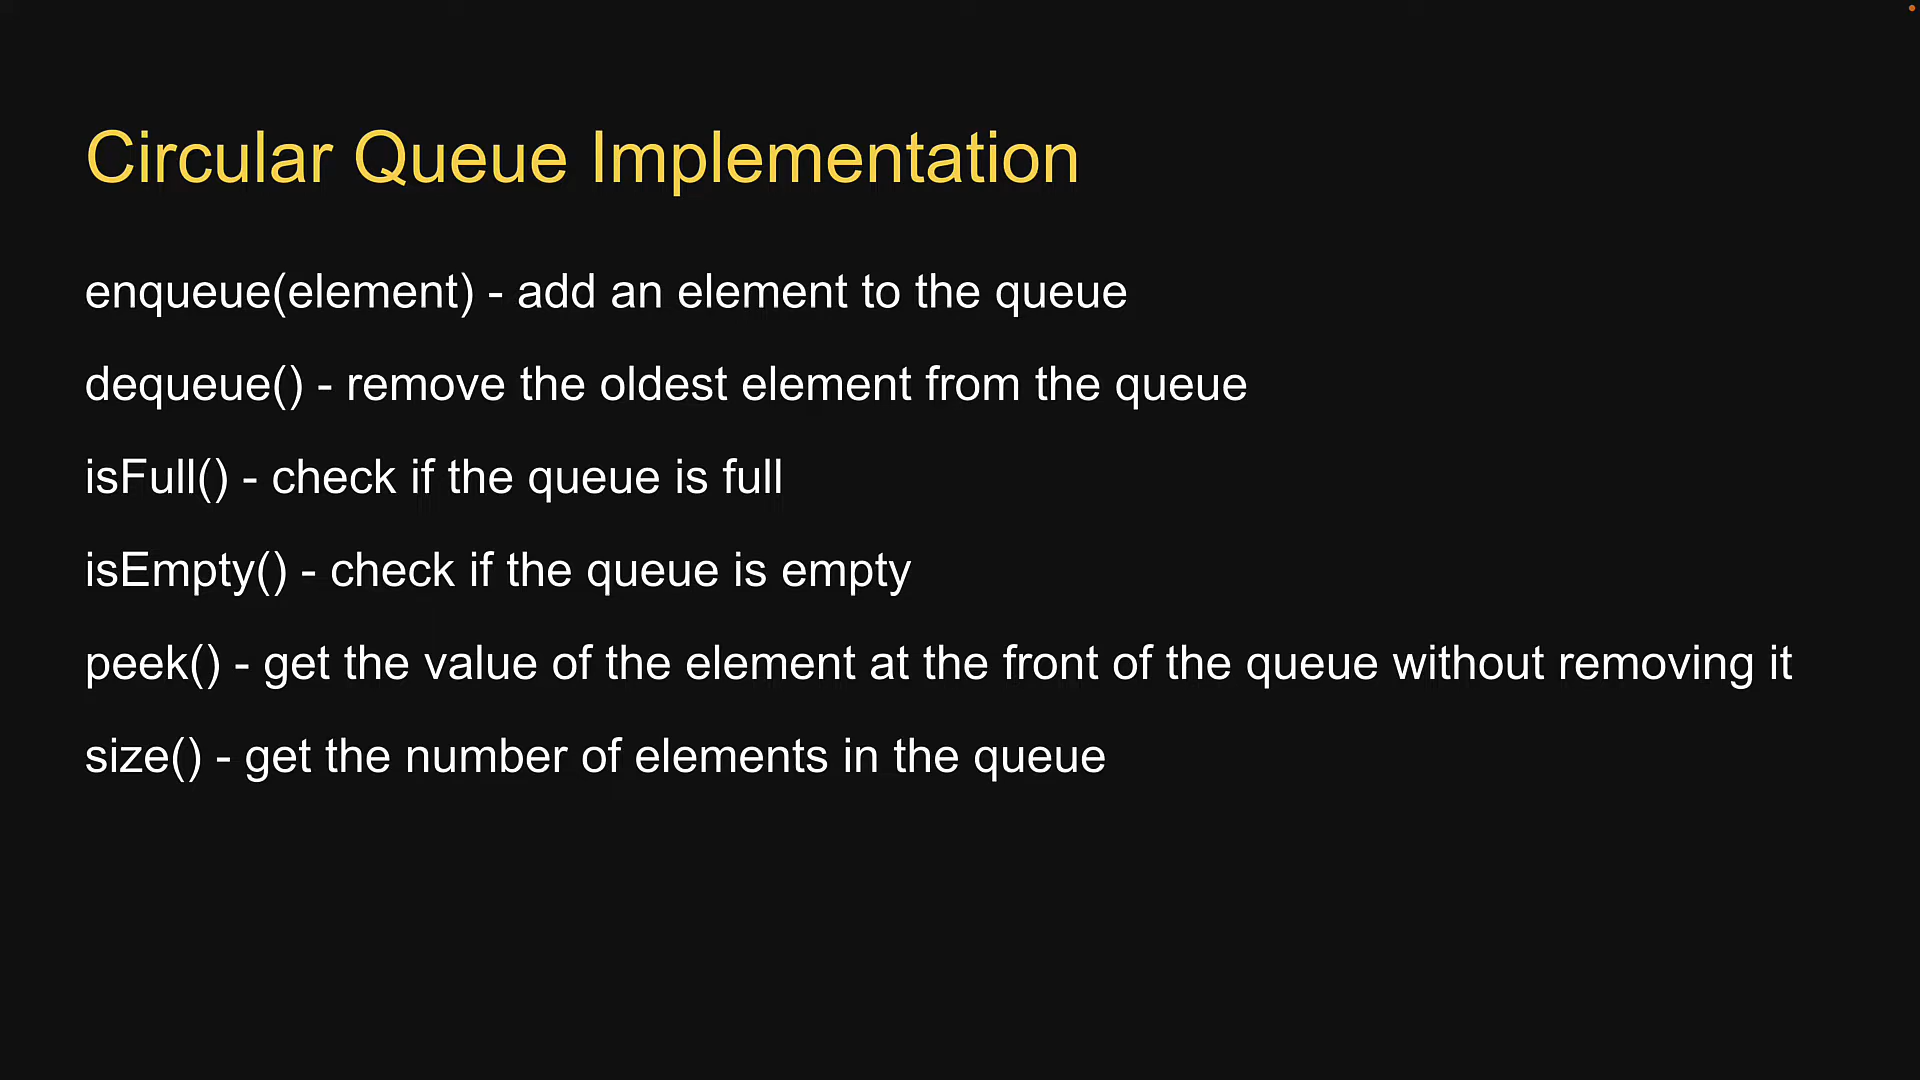 Circular Queue Implementation
enqueue(element) - add an element to the queue
dequeue() - remove the oldest element from the queue
isFull() - check if the queue is full
isEmpty() - check if the queue is empty
peek() - get the value of the element at the front of the queue without removing it
size() - get the number of elements in the queue